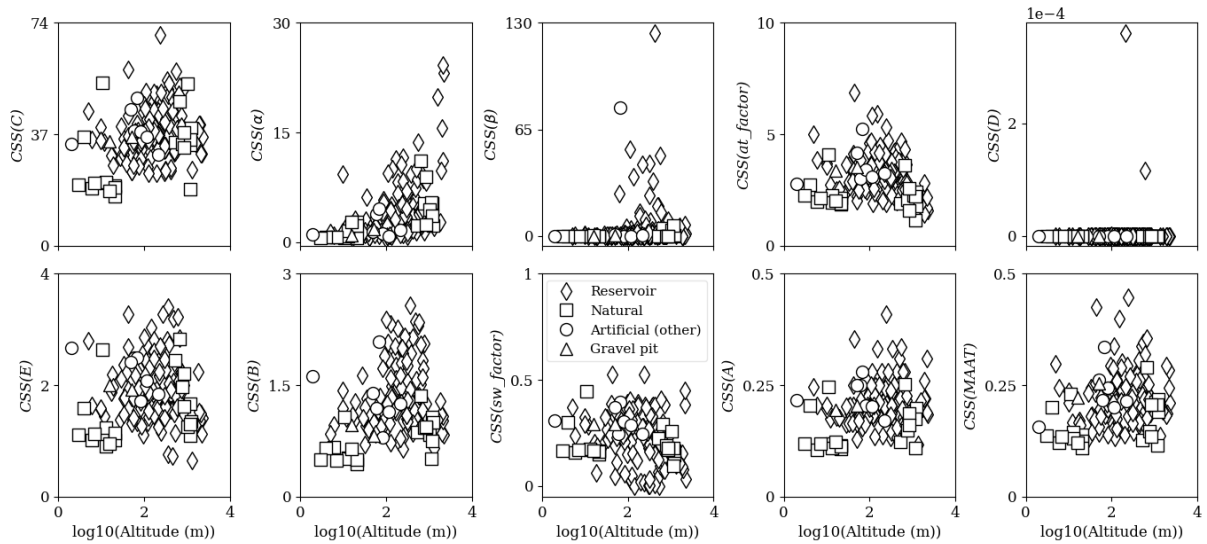 1e−4
74
37
0
CSS(C)
30
15
0
CSS(α)
130
65
0
CSS(β)
10
5
0
CSS(at_factor)
2
0
CSS(D)
4
2
0
CSS(E)
0 2 4
log10(Altitude (m))
3
1.5
0
CSS(B)
0 2 4
log10(Altitude (m))
1
0.5
0
CSS(sw_factor)
Reservoir
Natural
Artificial (other)
Gravel pit
0 2 4
log10(Altitude (m))
0.5
0.25
0
CSS(A)
0 2 4
log10(Altitude (m))
0.5
0.25
0
CSS(MAAT)
0 2 4
log10(Altitude (m))